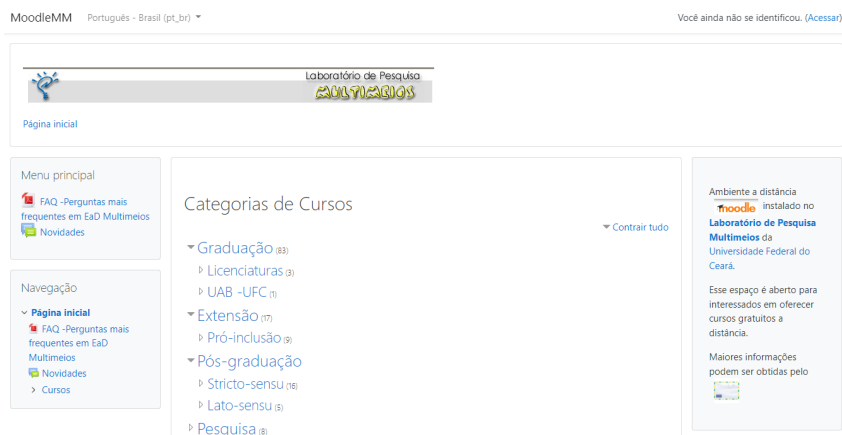 MoodleMM Português - Brasil (pt_br)
Você ainda não se identificou. (Acessar)
Laboratório de Pesquisa
MULTIMEIOS
Página inicial
Menu principal
FAQ -Perguntas mais
frequentes em EaD Multimeios
Novidades
Navegação
Página inicial
FAQ -Perguntas mais
frequentes em EaD
Multimeios
Novidades
Cursos
Categorias de Cursos
Contrair tudo
Graduação (83)
Licenciaturas (3)
UAB -UFC (1)
Extensão (17)
Pró-inclusão (9)
Pós-graduação
Stricto-sensu (16)
Lato-sensu (5)
Pesquisa (8)
Ambiente a distância
moodle instalado no
Laboratório de Pesquisa
Multimeios da
Universidade Federal do
Ceará.
Esse espaço é aberto para
interessados em oferecer
cursos gratuitos a
distância.
Maiores informações
podem ser obtidas pelo